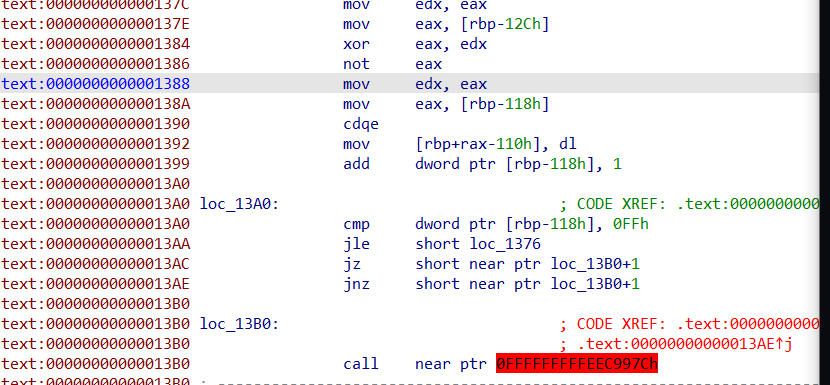 text:000000000000137C mov edx, eax
text:000000000000137E mov eax, [rbp-12Ch]
text:0000000000001384 xor eax, edx
text:0000000000001386 not eax
text:0000000000001388 mov edx, eax
text:000000000000138A mov eax, [rbp-118h]
text:0000000000001390 cdqe
text:0000000000001392 mov [rbp+rax-110h], dl
text:0000000000001399 add dword ptr [rbp-118h], 1
text:00000000000013A0
text:00000000000013A0 loc_13A0: ; CODE XREF: .text:0000000000
text:00000000000013A0 cmp dword ptr [rbp-118h], 0FFh
text:00000000000013AA jle short loc_1376
text:00000000000013AC jz short near ptr loc_13B0+1
text:00000000000013AE jnz short near ptr loc_13B0+1
text:00000000000013B0
text:00000000000013B0 loc_13B0: ; CODE XREF: .text:0000000000
text:00000000000013B0 ; .text:00000000000013AE↑j
text:00000000000013B0 call near ptr 0FFFFFFFFFEEC997Ch
text:00000000000013B0 ; ---------------------------------------------------------------------------